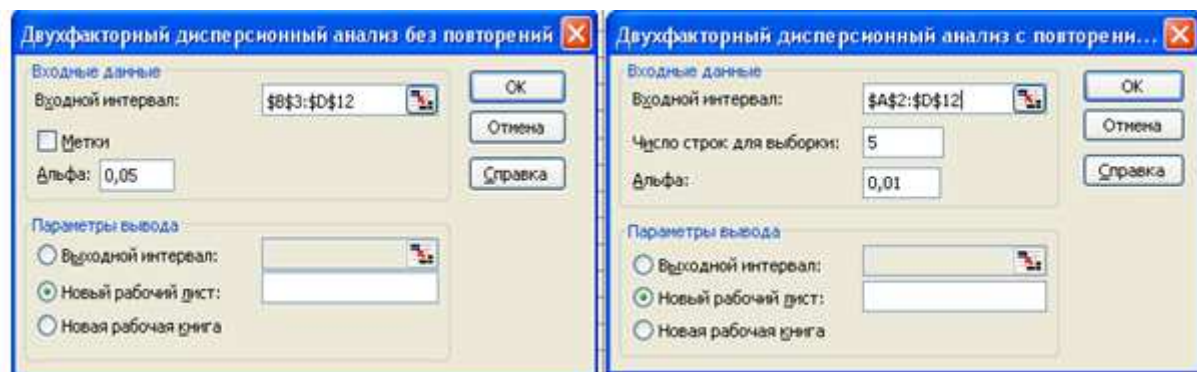 Двухфакторный дисперсионный анализ без повторений
Входные данные
Входной интервал:
$B$3:$D$12
Метки
Альфа:
0,05
ОК
Отмена
Справка
Параметры вывода
Выходной интервал:
Новый рабочий лист:
Новая рабочая книга
Двухфакторный дисперсионный анализ с повторени...
Входные данные
Входной интервал:
$A$2:$D$12
Число строк для выборки:
5
Альфа:
0,01
ОК
Отмена
Справка
Параметры вывода
Выходной интервал:
Новый рабочий лист:
Новая рабочая книга